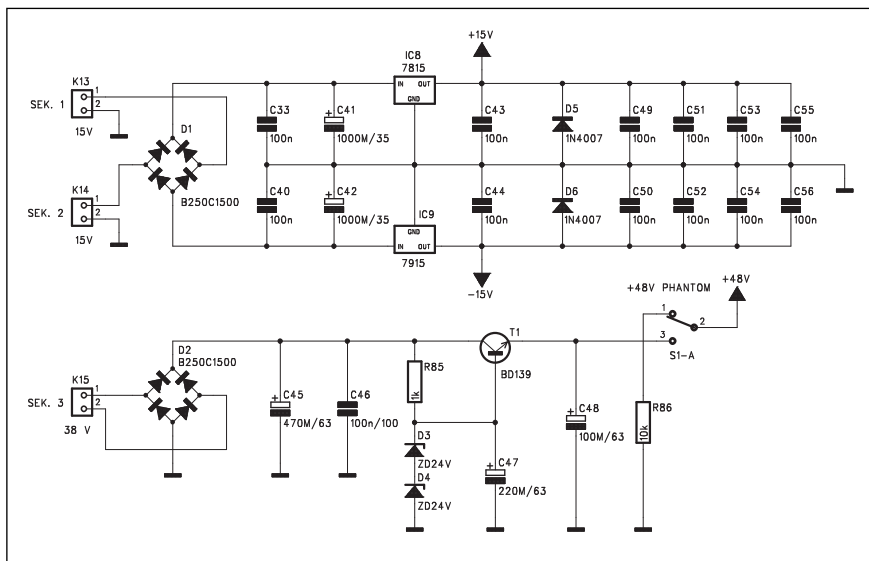 +15V
IC8
7815
IN OUT
GND
K13
1
2
SEK. 1
15V
D1
B250C1500
C33
100n
C41
+
1000M/35
C43
100n
D5
1N4007
C49
100n
C51
100n
C53
100n
C55
100n
K14
1
2
SEK. 2
15V
C40
100n
C42
+
1000M/35
C44
100n
D6
1N4007
C50
100n
C52
100n
C54
100n
C56
100n
IC9
GND
IN OUT
7915
-15V
+48V PHANTOM
+48V
1
2
3
S1-A
T1
BD139
D2
B250C1500
K15
1
2
SEK. 3
38 V
C45
+
470M/63
C46
100n/100
R85
1k
D3
ZD24V
D4
ZD24V
C47
+
220M/63
C48
+
100M/63
R86
10k